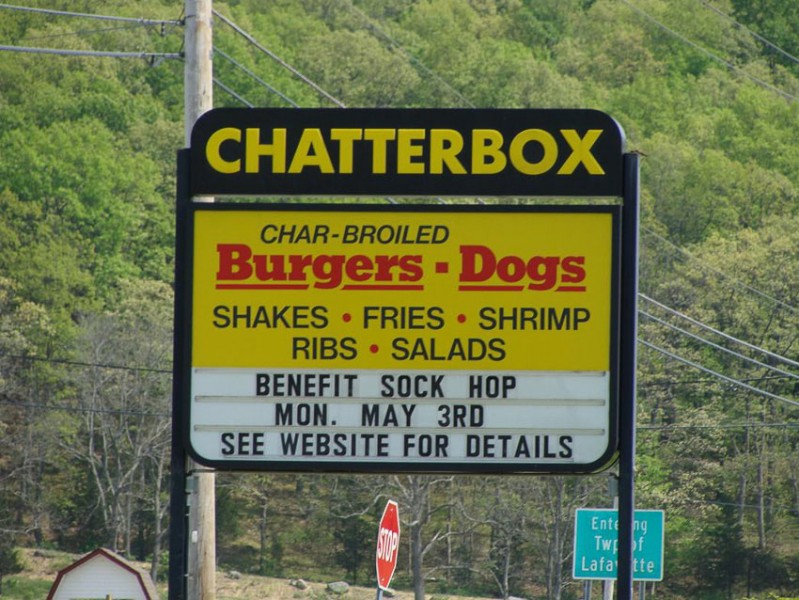 CHATTERBOX
CHAR-BROILED
Burgers - Dogs
SHAKES • FRIES • SHRIMP
RIBS • SALADS
BENEFIT SOCK HOP
MON. MAY 3RD
SEE WEBSITE FOR DETAILS
STOP
Entering
Twp of
Lafayette